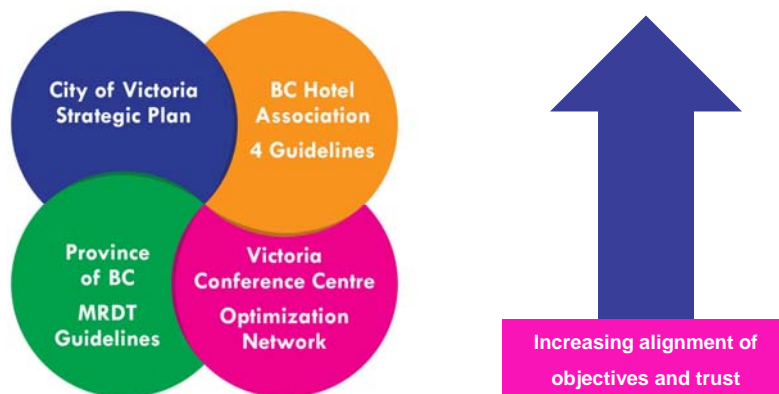 City of Victoria
Strategic Plan
BC Hotel
Association
4 Guidelines
Province
of BC
MRDT
Guidelines
Victoria
Conference Centre
Optimization
Network
Increasing alignment of
objectives and trust